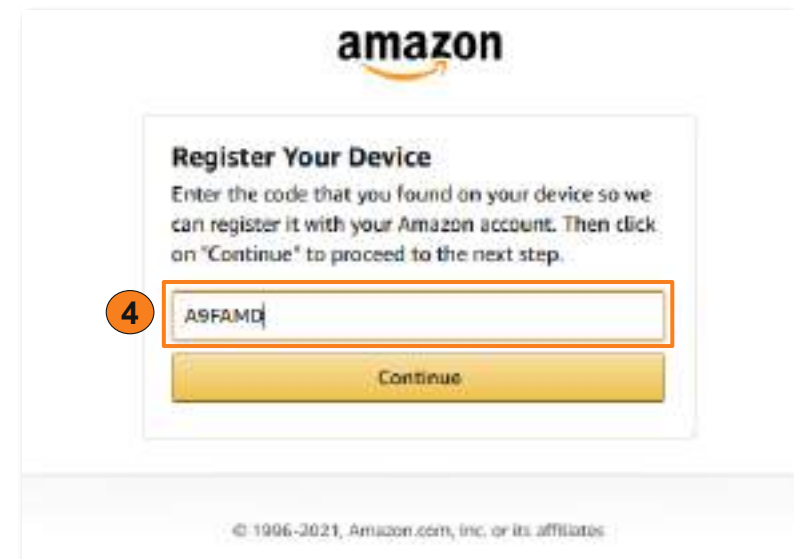 amazon
Register Your Device
Enter the code that you found on your device so we
can register it with your Amazon account. Then click
on "Continue" to proceed to the next step.
4
A9FAMD
Continue
© 1996-2021, Amazon.com, Inc. or its affiliates